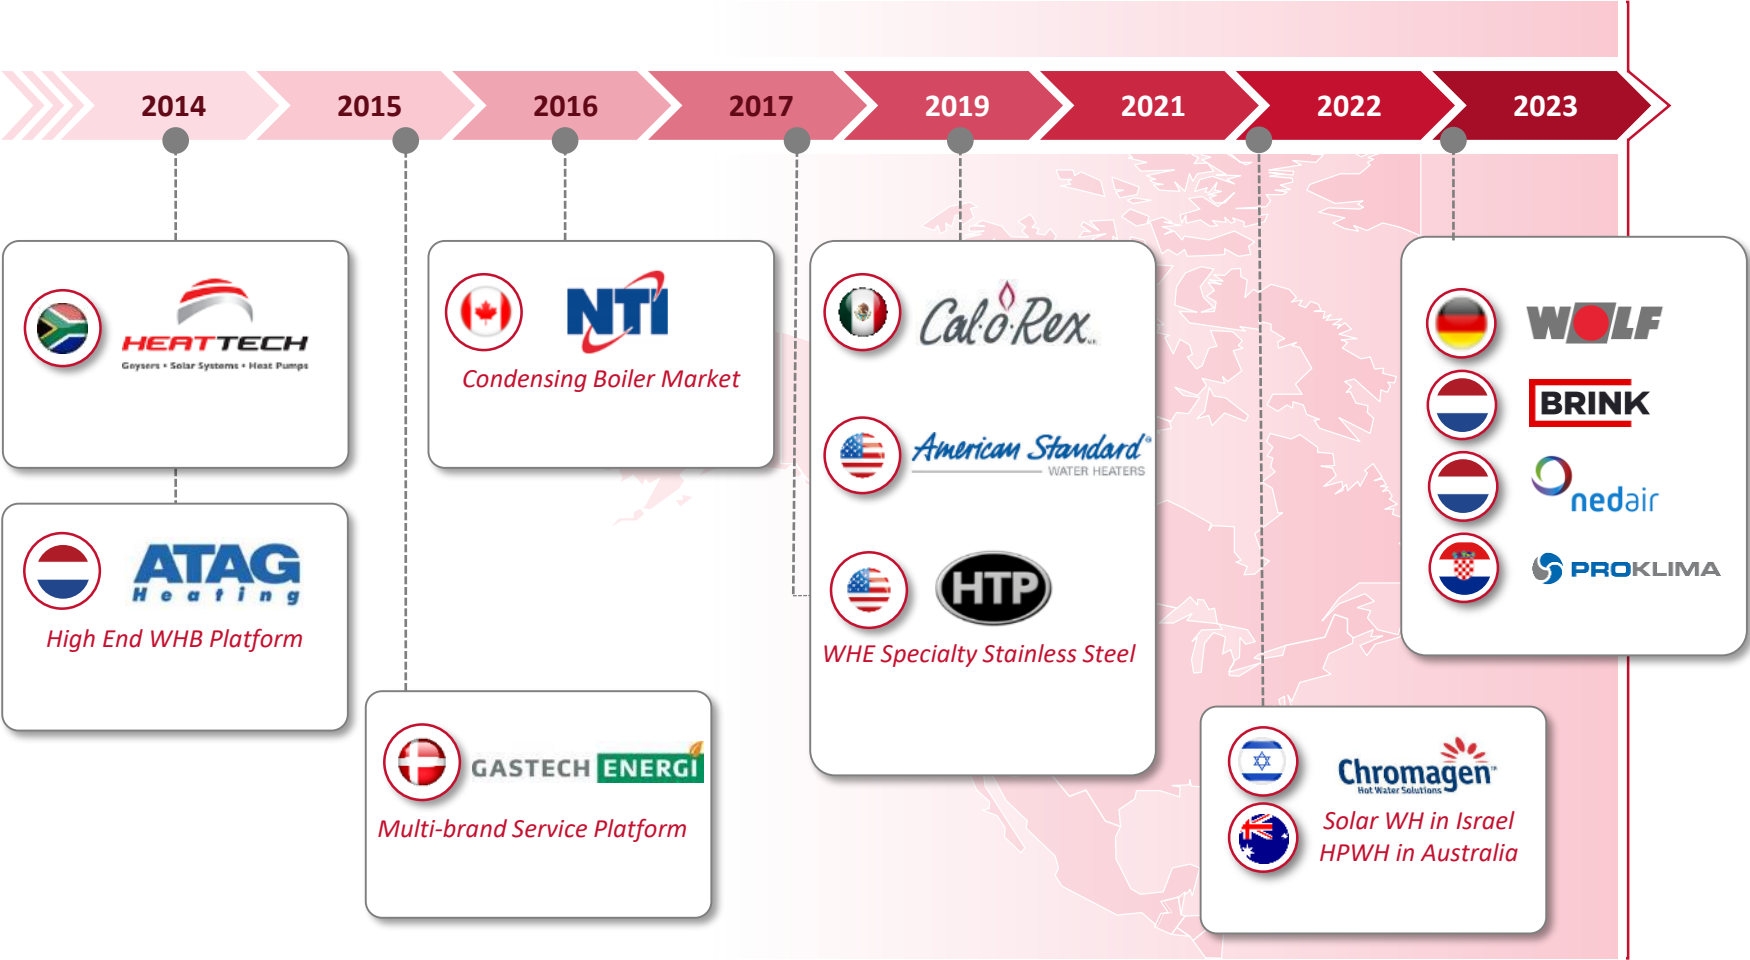 2014 2015 2016 2017 2019 2021 2022 2023
HEATTECH
Geysers • Solar Systems • Heat Pumps
ATAG
Heating
High End WHB Platform
GASTECH ENERGI
Multi-brand Service Platform
NTI
Condensing Boiler Market
Cal·o·Rex
American Standard®
WATER HEATERS
HTP
WHE Specialty Stainless Steel
Chromagen™
Hot Water Solutions
Solar WH in Israel
HPWH in Australia
WOLF
BRINK
nedair
PROKLIMA